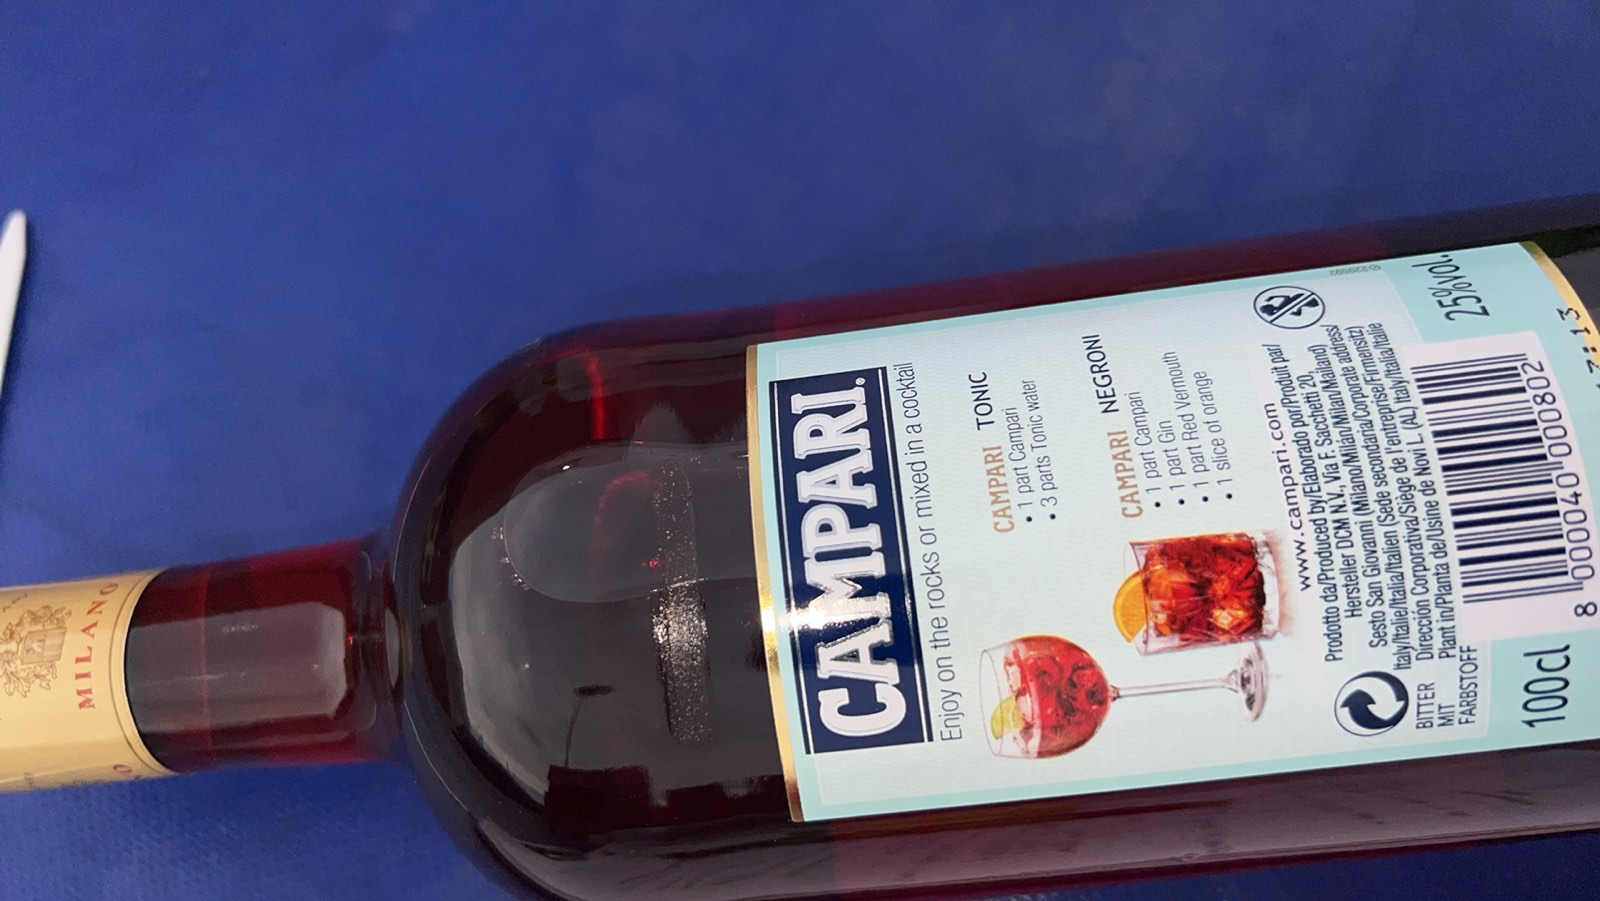 MILANO
CAMPARI.
Enjoy on the rocks or mixed in a cocktail
CAMPARI TONIC
• 1 part Campari
• 3 parts Tonic water
CAMPARI NEGRONI
• 1 part Campari
• 1 part Gin
• 1 part Red Vermouth
• 1 slice of orange
www.campari.com
Prodotto da/Produced by/Elaborado por/Produit par/
Hersteller DCM N.V. Via F. Sacchetti 20,
Sesto San Giovanni (Milano/Milan/Milán/Milan/Mailand)
Italy/Italie/Italia/Italien (Sede secondaria/Corporate address/
Dirección Corporativa/Siège de l'entreprise/Firmensitz)
Plant in/Planta de/Usine de Novi L. (AL) Italy/Italia/Italie
BITTER
MIT
FARBSTOFF
100cl
25%vol.
8 000040 000802